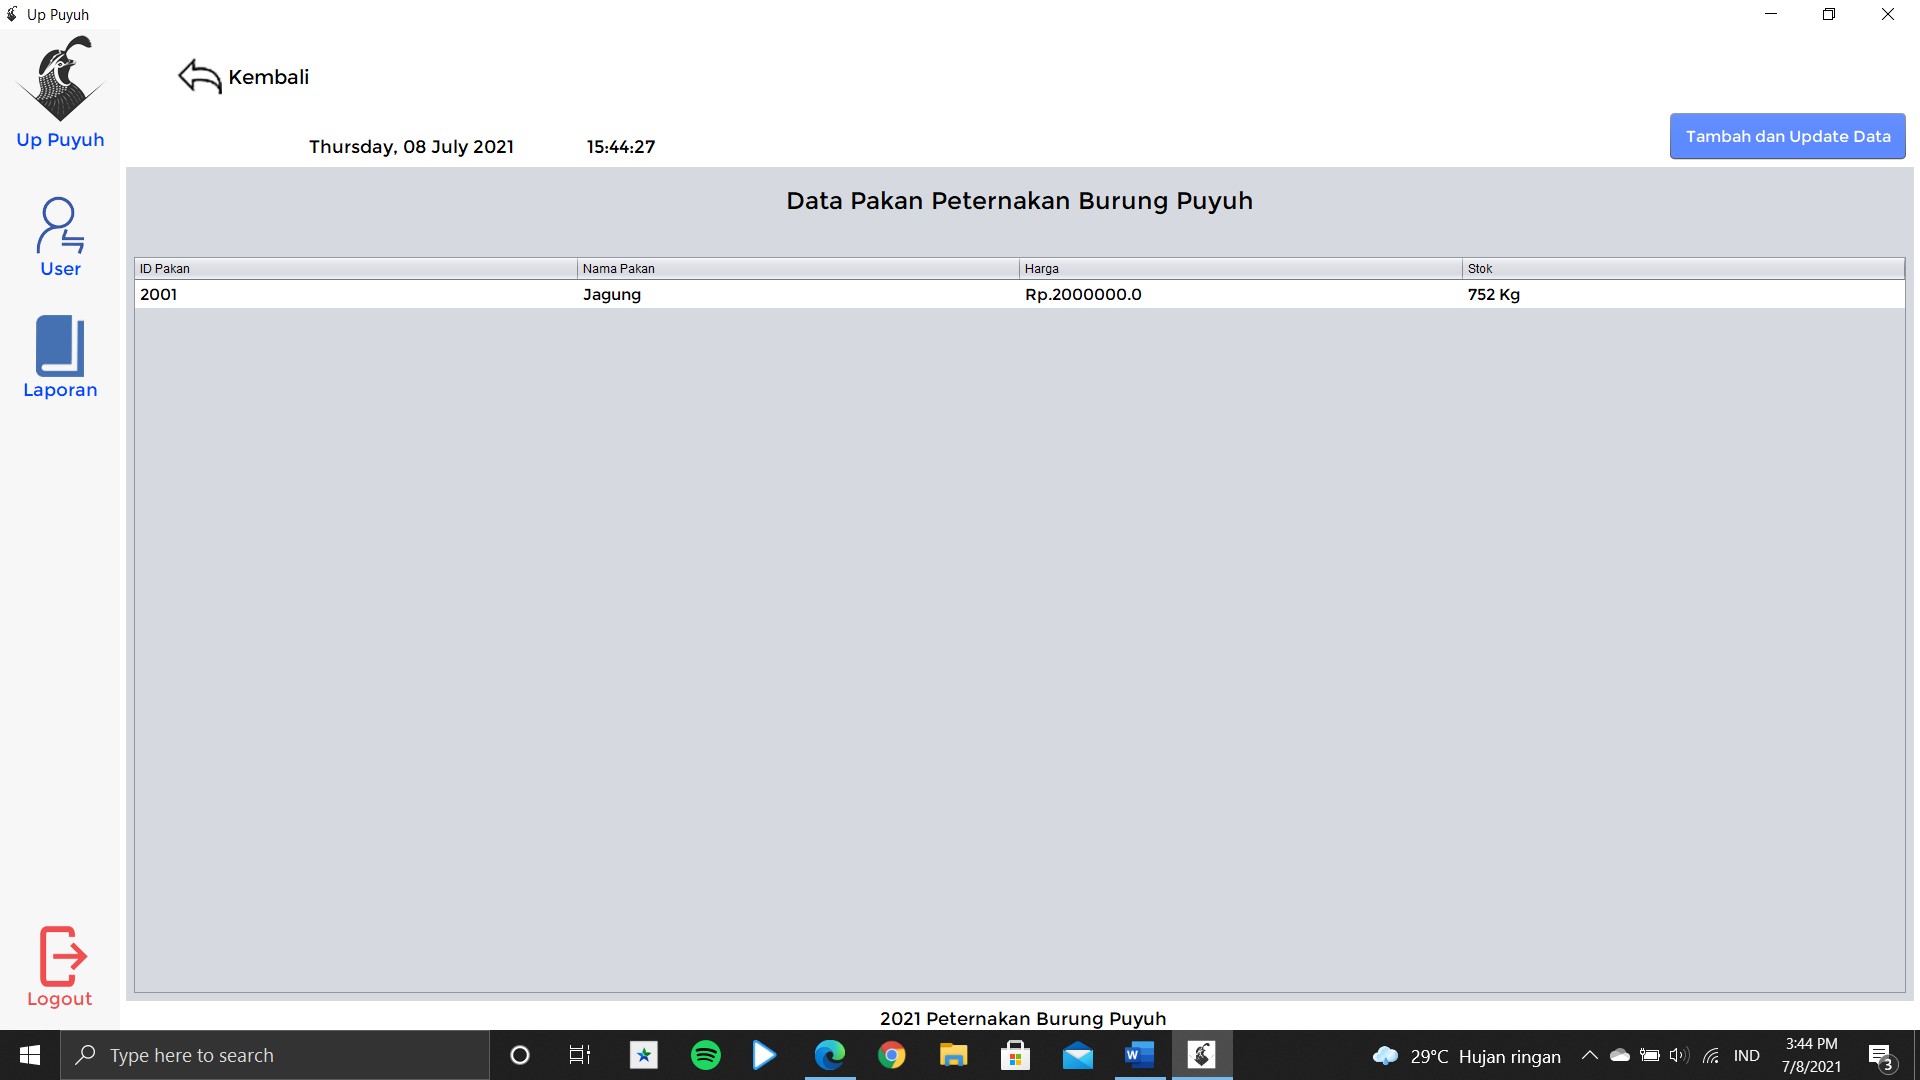 Up Puyuh
Up Puyuh
User
Laporan
Logout
Kembali
Thursday, 08 July 2021 15:44:27
Tambah dan Update Data
Data Pakan Peternakan Burung Puyuh
ID Pakan Nama Pakan Harga Stok
2001 Jagung Rp.2000000.0 752 Kg
2021 Peternakan Burung Puyuh
Type here to search
W
29°C Hujan ringan
IND
3:44 PM
7/8/2021
3